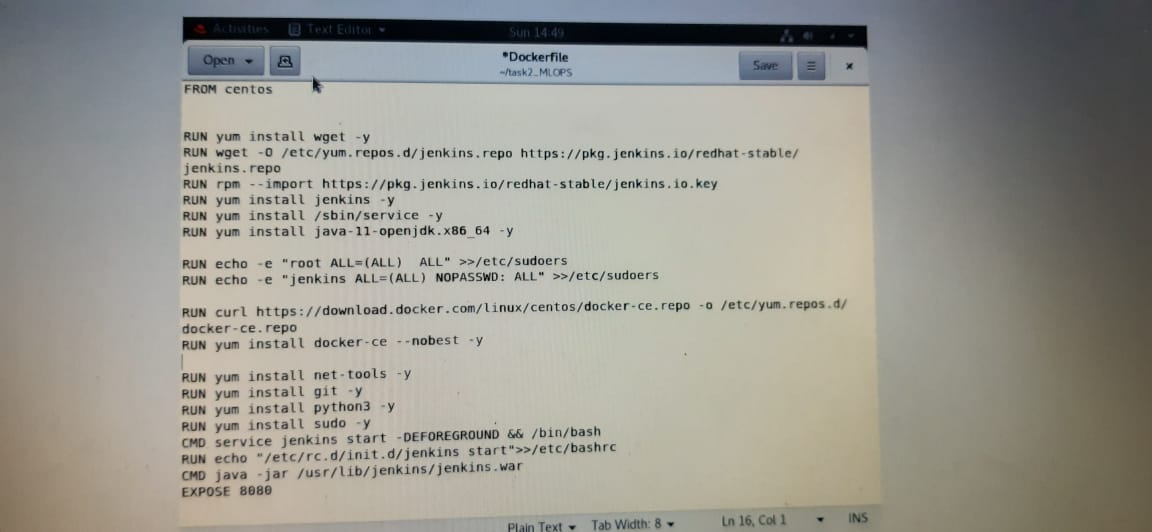 Activities Text Editor Sun 14:49
Open *Dockerfile Save
~/task2_MLOPS
FROM centos
RUN yum install wget -y
RUN wget -O /etc/yum.repos.d/jenkins.repo https://pkg.jenkins.io/redhat-stable/
jenkins.repo
RUN rpm --import https://pkg.jenkins.io/redhat-stable/jenkins.io.key
RUN yum install jenkins -y
RUN yum install /sbin/service -y
RUN yum install java-11-openjdk.x86_64 -y
RUN echo -e "root ALL=(ALL)  ALL" >>/etc/sudoers
RUN echo -e "jenkins ALL=(ALL) NOPASSWD: ALL" >>/etc/sudoers
RUN curl https://download.docker.com/linux/centos/docker-ce.repo -o /etc/yum.repos.d/
docker-ce.repo
RUN yum install docker-ce --nobest -y
RUN yum install net-tools -y
RUN yum install git -y
RUN yum install python3 -y
RUN yum install sudo -y
CMD service jenkins start -DEFOREGROUND && /bin/bash
RUN echo "/etc/rc.d/init.d/jenkins start">>/etc/bashrc
CMD java -jar /usr/lib/jenkins/jenkins.war
EXPOSE 8080
Plain Text Tab Width: 8 Ln 16, Col 1 INS